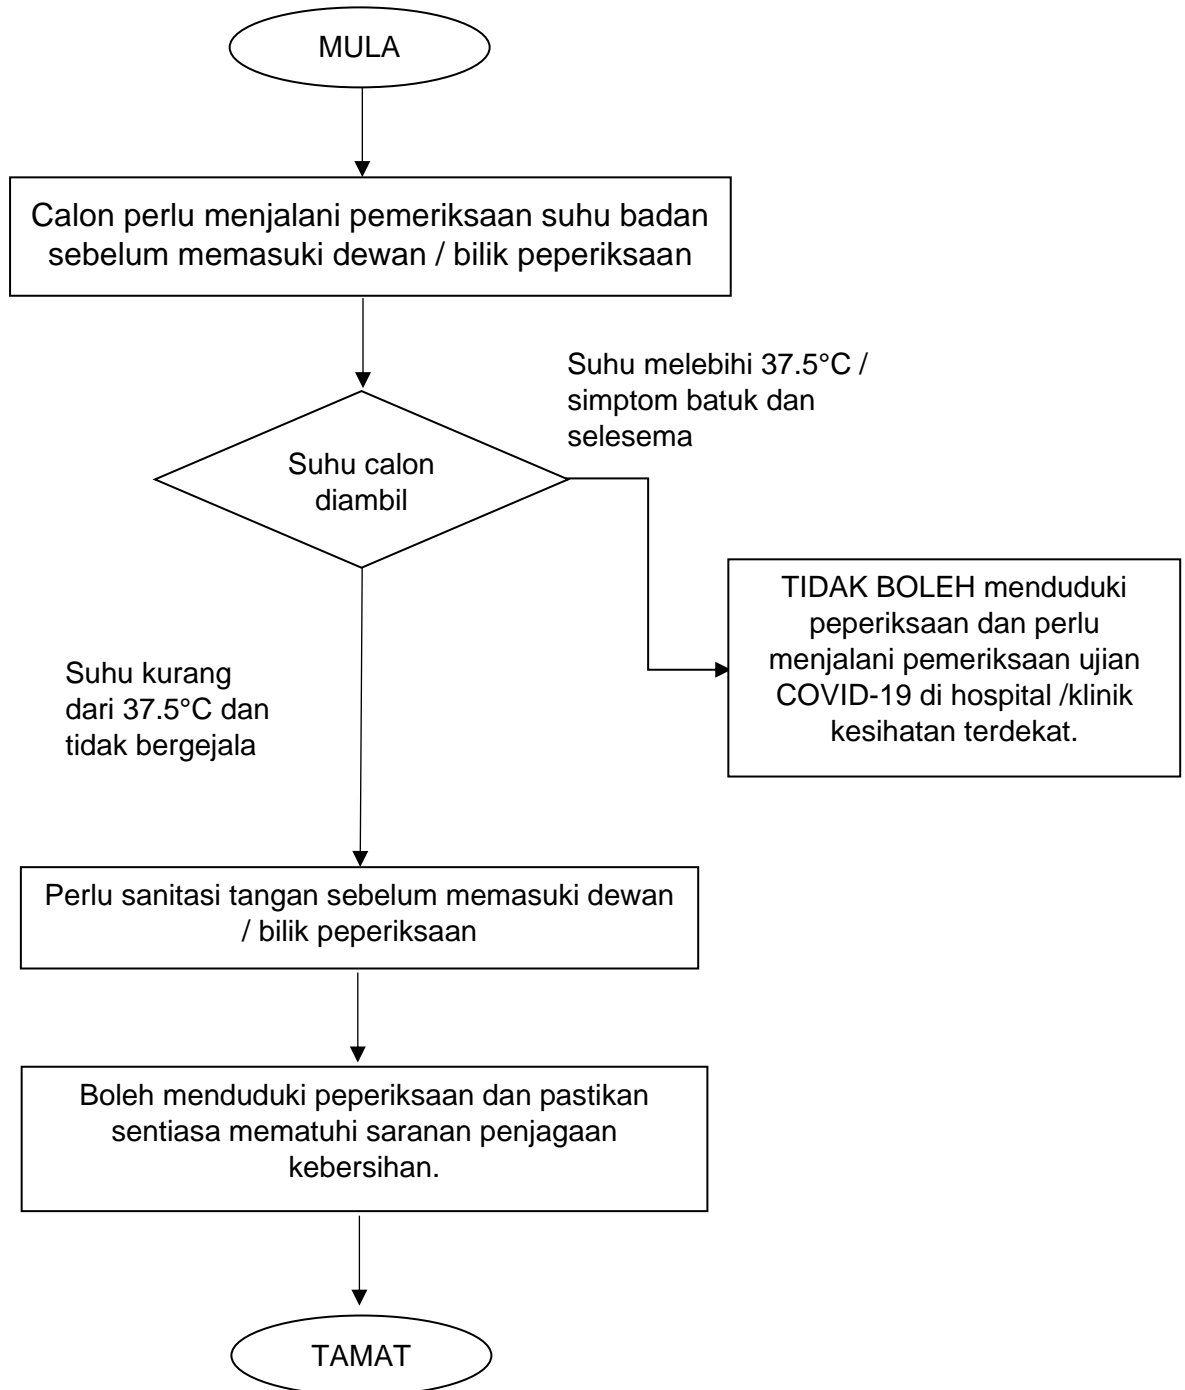 MULA
Calon perlu menjalani pemeriksaan suhu badan
sebelum memasuki dewan / bilik peperiksaan
Suhu melebihi 37.5°C /
simptom batuk dan
selesema
Suhu calon
diambil
TIDAK BOLEH menduduki
peperiksaan dan perlu
menjalani pemeriksaan ujian
COVID-19 di hospital /klinik
kesihatan terdekat.
Suhu kurang
dari 37.5°C dan
tidak bergejala
Perlu sanitasi tangan sebelum memasuki dewan
/ bilik peperiksaan
Boleh menduduki peperiksaan dan pastikan
sentiasa mematuhi saranan penjagaan
kebersihan.
TAMAT